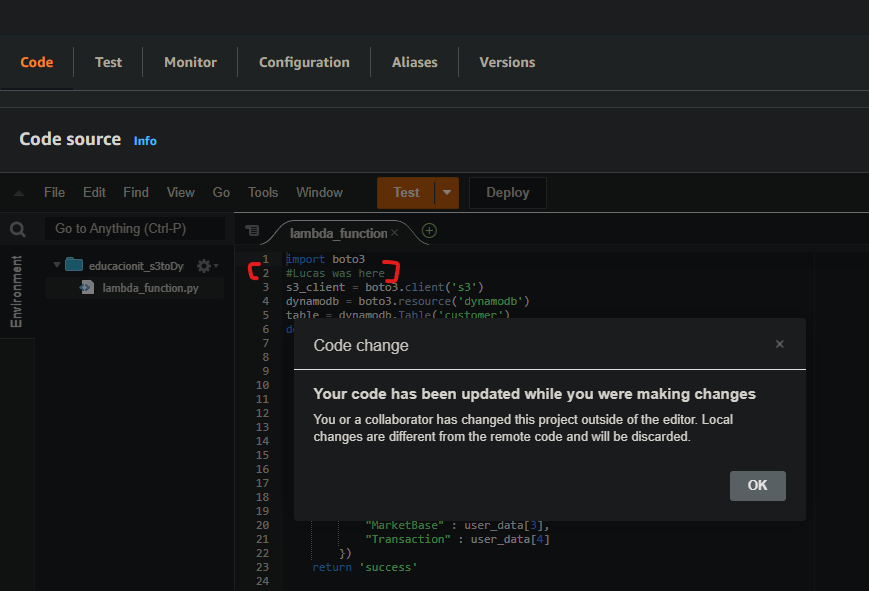 Code Test Monitor Configuration Aliases Versions
Code source Info
File Edit Find View Go Tools Window Test Deploy
Go to Anything (Ctrl-P)
lambda_function
Environment
educacionit_s3toDy
lambda_function.py
1 import boto3
2 #Lucas was here
3 s3_client = boto3.client('s3')
4 dynamodb = boto3.resource('dynamodb')
5 table = dynamodb.Table('customer')
6 de
7
8
9
10
11
12
13
14
15
16
17
18
19
20 "MarketBase" : user_data[3],
21 "Transaction" : user_data[4]
22 })
23 return 'success'
24
Code change
Your code has been updated while you were making changes
You or a collaborator has changed this project outside of the editor. Local
changes are different from the remote code and will be discarded.
OK